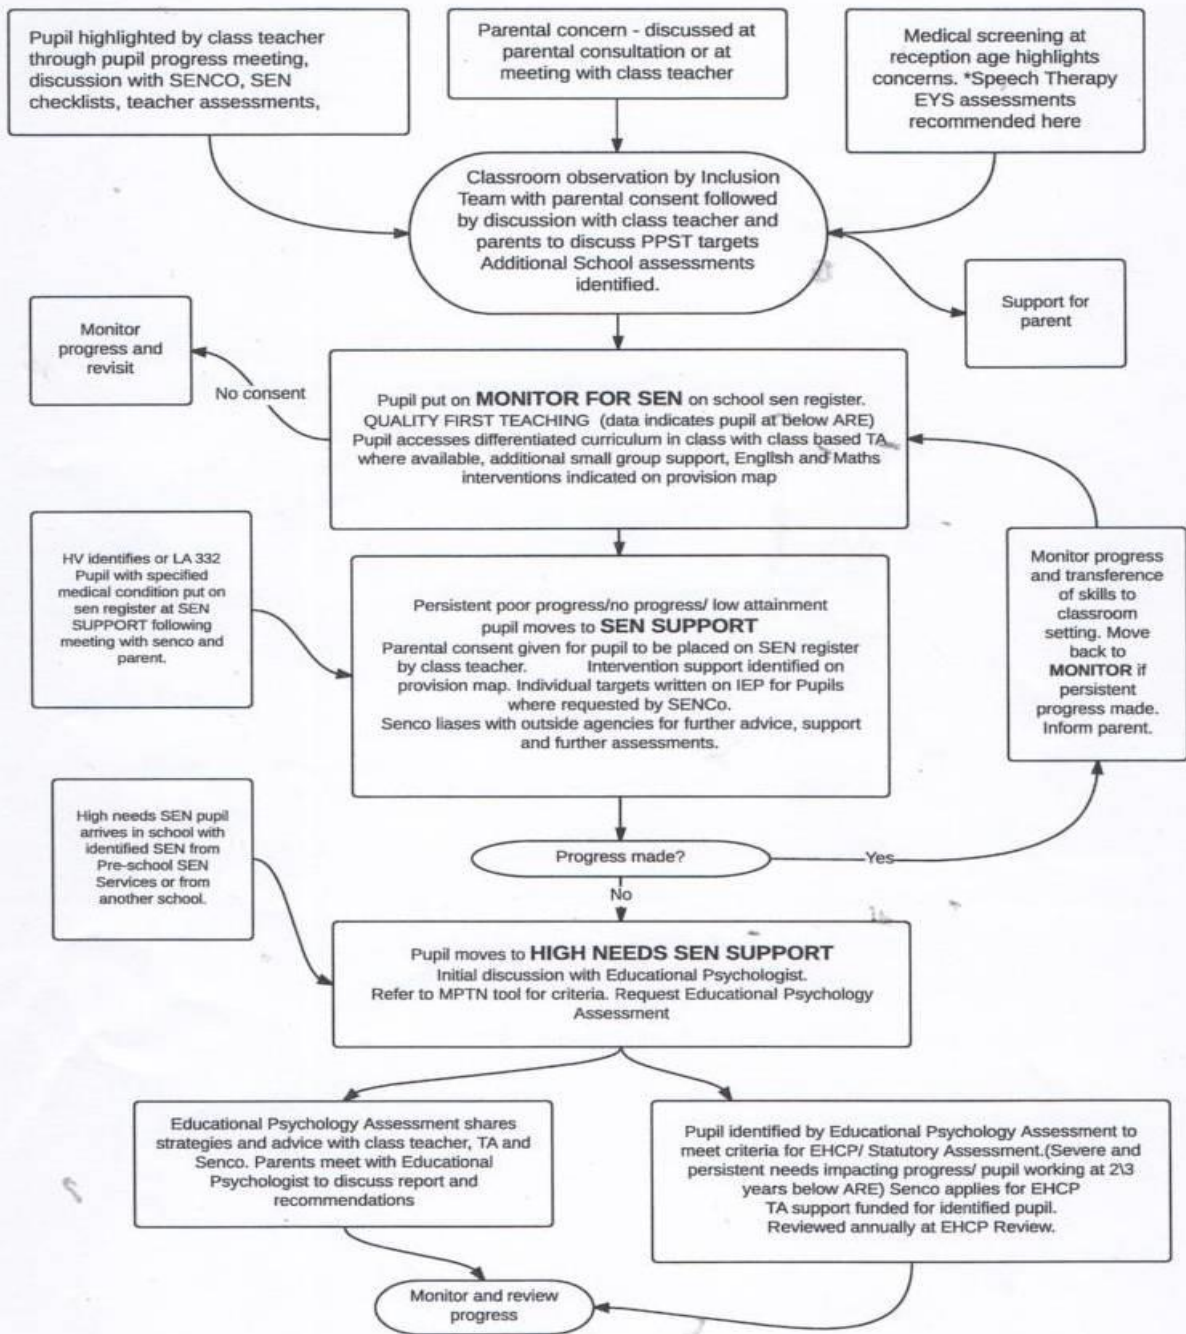 Pupil highlighted by class teacher
through pupil progress meeting,
discussion with SENCO, SEN
checklists, teacher assessments,
Parental concern - discussed at
parental consultation or at
meeting with class teacher
Medical screening at
reception age highlights
concerns. *Speech Therapy
EYS assessments
recommended here
Classroom observation by Inclusion
Team with parental consent followed
by discussion with class teacher and
parents to discuss PPST targets
Additional School assessments
identified.
Support for
parent
Monitor
progress and
revisit
No consent
Pupil put on MONITOR FOR SEN on school sen register.
QUALITY FIRST TEACHING (data indicates pupil at below ARE)
Pupil accesses differentiated curriculum in class with class based TA
where available, additional small group support, English and Maths
interventions indicated on provision map
HV identifies or LA 332
Pupil with specified
medical condition put on
sen register at SEN
SUPPORT following
meeting with senco and
parent.
Persistent poor progress/no progress/ low attainment
pupil moves to SEN SUPPORT
Parental consent given for pupil to be placed on SEN register
by class teacher. Intervention support identified on
provision map. Individual targets written on IEP for Pupils
where requested by SENCo.
Senco liases with outside agencies for further advice, support
and further assessments.
Monitor progress
and transference
of skills to
classroom
setting. Move
back to
MONITOR if
persistent
progress made.
Inform parent.
High needs SEN pupil
arrives in school with
identified SEN from
Pre-school SEN
Services or from
another school.
Progress made?
Yes
No
Pupil moves to HIGH NEEDS SEN SUPPORT
Initial discussion with Educational Psychologist.
Refer to MPTN tool for criteria. Request Educational Psychology
Assessment
Educational Psychology Assessment shares
strategies and advice with class teacher, TA and
Senco. Parents meet with Educational
Psychologist to discuss report and
recommendations
Pupil identified by Educational Psychology Assessment to
meet criteria for EHCP/ Statutory Assessment.(Severe and
persistent needs impacting progress/ pupil working at 2\3
years below ARE) Senco applies for EHCP
TA support funded for identified pupil.
Reviewed annually at EHCP Review.
Monitor and review
progress